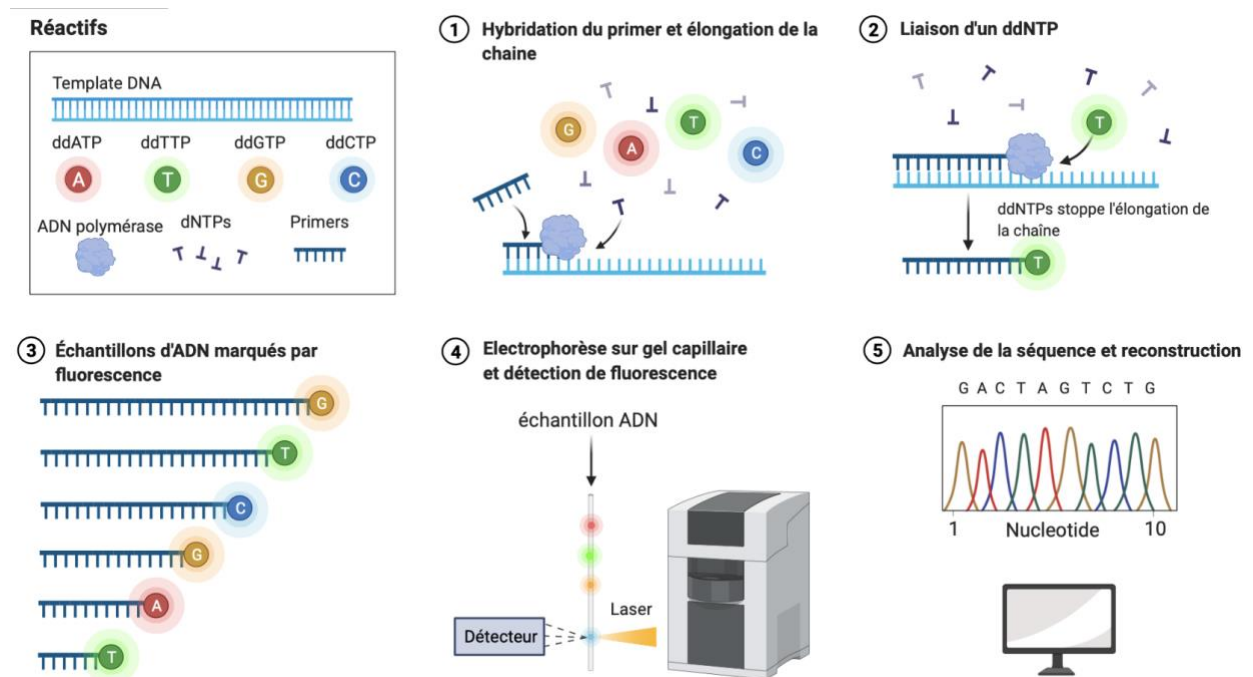 Réactifs
Template DNA
ddATP ddTTP ddGTP ddCTP
A T G C
ADN polymérase dNTPs Primers
1 Hybridation du primer et élongation de la
chaine
G A T C
2 Liaison d'un ddNTP
T
ddNTPs stoppe l'élongation de
la chaîne
T
3 Échantillons d'ADN marqués par
fluorescence
G
T
C
G
A
T
4 Electrophorèse sur gel capillaire
et détection de fluorescence
échantillon ADN
Laser
Détecteur
5 Analyse de la séquence et reconstruction
G A C T A G T C T G
1 Nucleotide 10